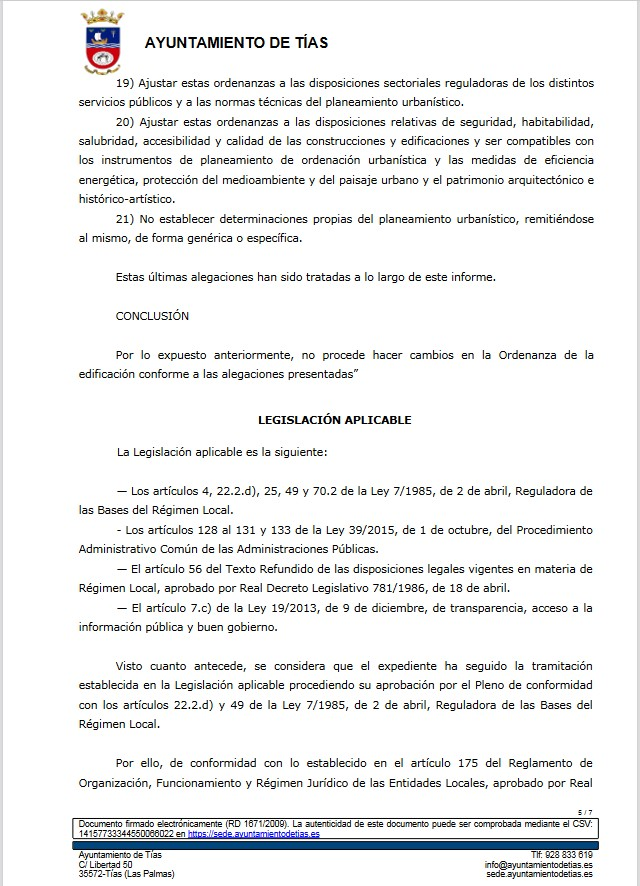 AYUNTAMIENTO DE TÍAS
19) Ajustar estas ordenanzas a las disposiciones sectoriales reguladoras de los distintos
servicios públicos y a las normas técnicas del planeamiento urbanístico.
20) Ajustar estas ordenanzas a las disposiciones relativas de seguridad, habitabilidad,
salubridad, accesibilidad y calidad de las construcciones y edificaciones y ser compatibles con
los instrumentos de planeamiento de ordenación urbanística y las medidas de eficiencia
energética, protección del medioambiente y del paisaje urbano y el patrimonio arquitectónico e
histórico-artístico.
21) No establecer determinaciones propias del planeamiento urbanístico, remitiéndose
al mismo, de forma genérica o específica.
Estas últimas alegaciones han sido tratadas a lo largo de este informe.
CONCLUSIÓN
Por lo expuesto anteriormente, no procede hacer cambios en la Ordenanza de la
edificación conforme a las alegaciones presentadas”
LEGISLACIÓN APLICABLE
La Legislación aplicable es la siguiente:
— Los artículos 4, 22.2.d), 25, 49 y 70.2 de la Ley 7/1985, de 2 de abril, Reguladora de
las Bases del Régimen Local.
- Los artículos 128 al 131 y 133 de la Ley 39/2015, de 1 de octubre, del Procedimiento
Administrativo Común de las Administraciones Públicas.
— El artículo 56 del Texto Refundido de las disposiciones legales vigentes en materia de
Régimen Local, aprobado por Real Decreto Legislativo 781/1986, de 18 de abril.
— El artículo 7.c) de la Ley 19/2013, de 9 de diciembre, de transparencia, acceso a la
información pública y buen gobierno.
Visto cuanto antecede, se considera que el expediente ha seguido la tramitación
establecida en la Legislación aplicable procediendo su aprobación por el Pleno de conformidad
con los artículos 22.2.d) y 49 de la Ley 7/1985, de 2 de abril, Reguladora de las Bases del
Régimen Local.
Por ello, de conformidad con lo establecido en el artículo 175 del Reglamento de
Organización, Funcionamiento y Régimen Jurídico de las Entidades Locales, aprobado por Real
5 / 7
Documento firmado electrónicamente (RD 1671/2009). La autenticidad de este documento puede ser comprobada mediante el CSV:
14157733344550066022 en https://sede.ayuntamientodetias.es
Ayuntamiento de Tías
C/ Libertad 50
35572-Tías (Las Palmas)
Tlf: 928 833 619
info@ayuntamientodetias.es
sede.ayuntamientodetias.es